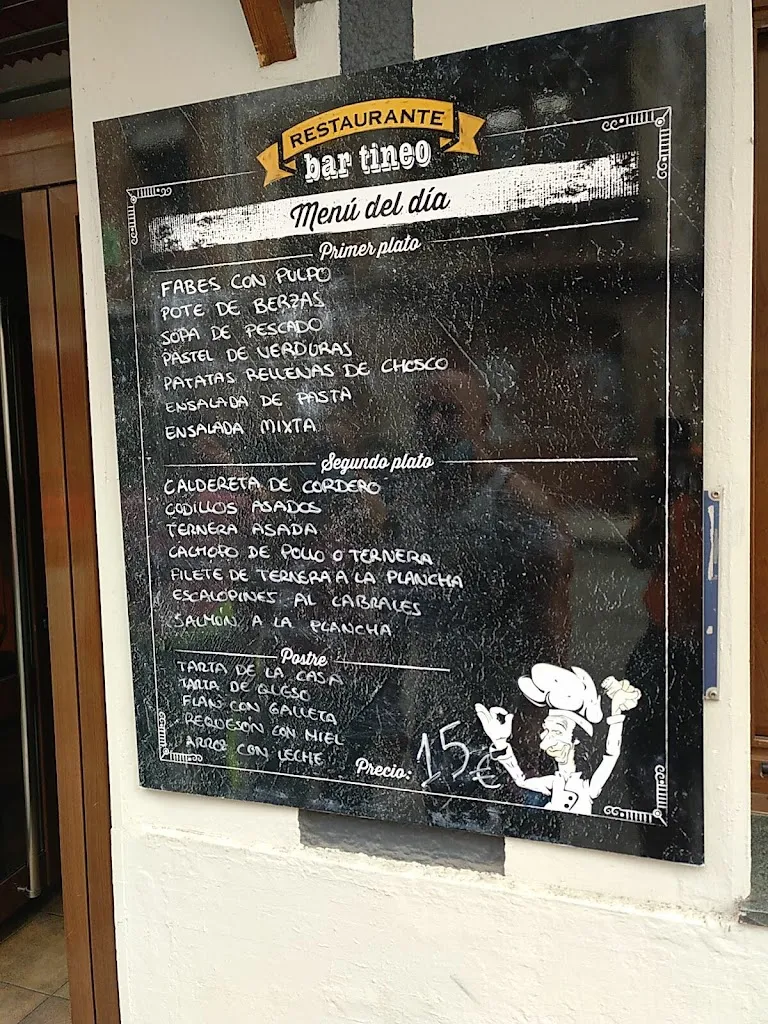 RESTAURANTE
bar tineo
Menú del día
Primer plato
FABES CON PULPO
POTE DE BERZAS
SOPA DE PESCADO
PASTEL DE VERDURAS
PATATAS RELLENAS DE CHOSCO
ENSALADA DE PASTA
ENSALADA MIXTA
Segundo plato
CALDERETA DE CORDERO
CODILLOS ASADOS
TERNERA ASADA
CACHOPO DE POLLO O TERNERA
FILETE DE TERNERA A LA PLANCHA
ESCALOPINES AL CABRALES
SALMON A LA PLANCHA
Postre
TARTA DE LA CASA
TARTA DE QUESO
FLAN CON GALLETA
REQUESON CON MIEL
ARROZ CON LECHE
Precio: 15 €